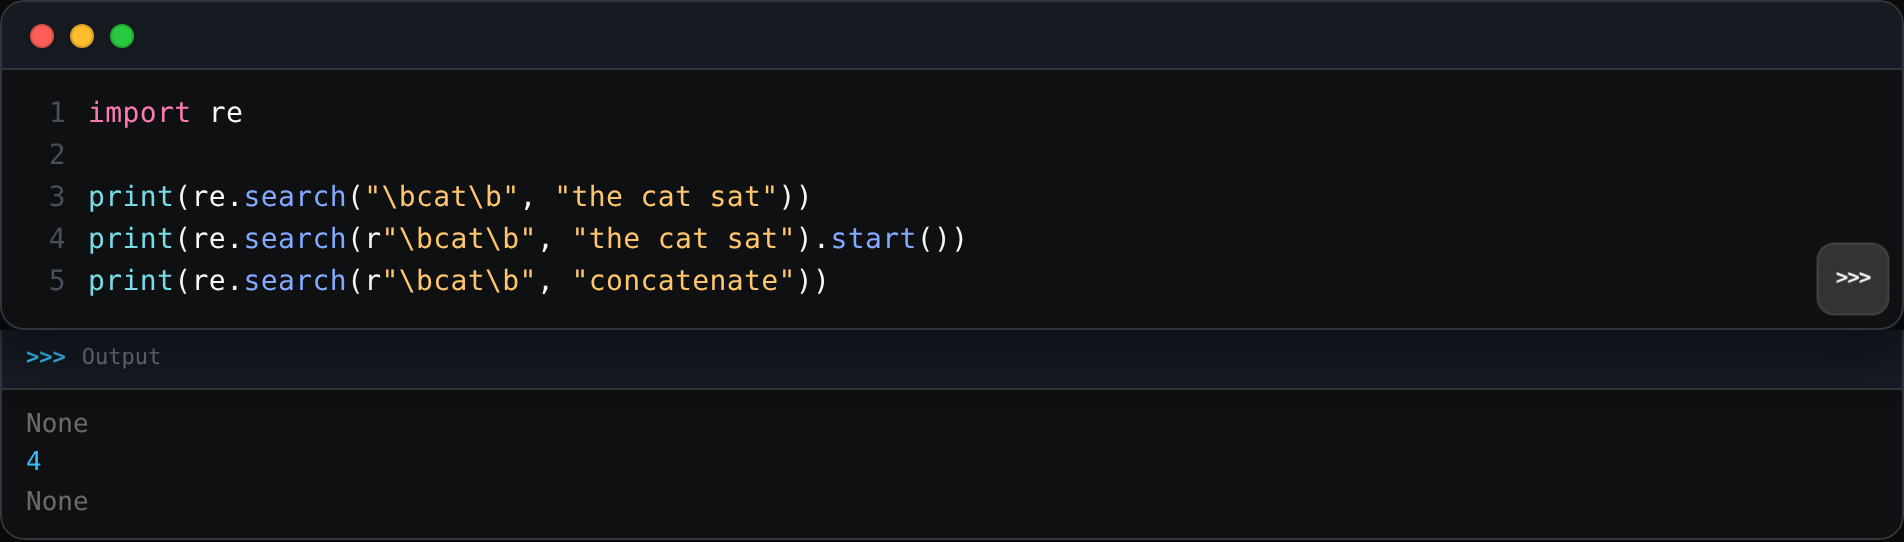 1 import re
2
3 print(re.search("\bcat\b", "the cat sat"))
4 print(re.search(r"\bcat\b", "the cat sat").start())
5 print(re.search(r"\bcat\b", "concatenate"))
>>>
>>> Output
None
4
None